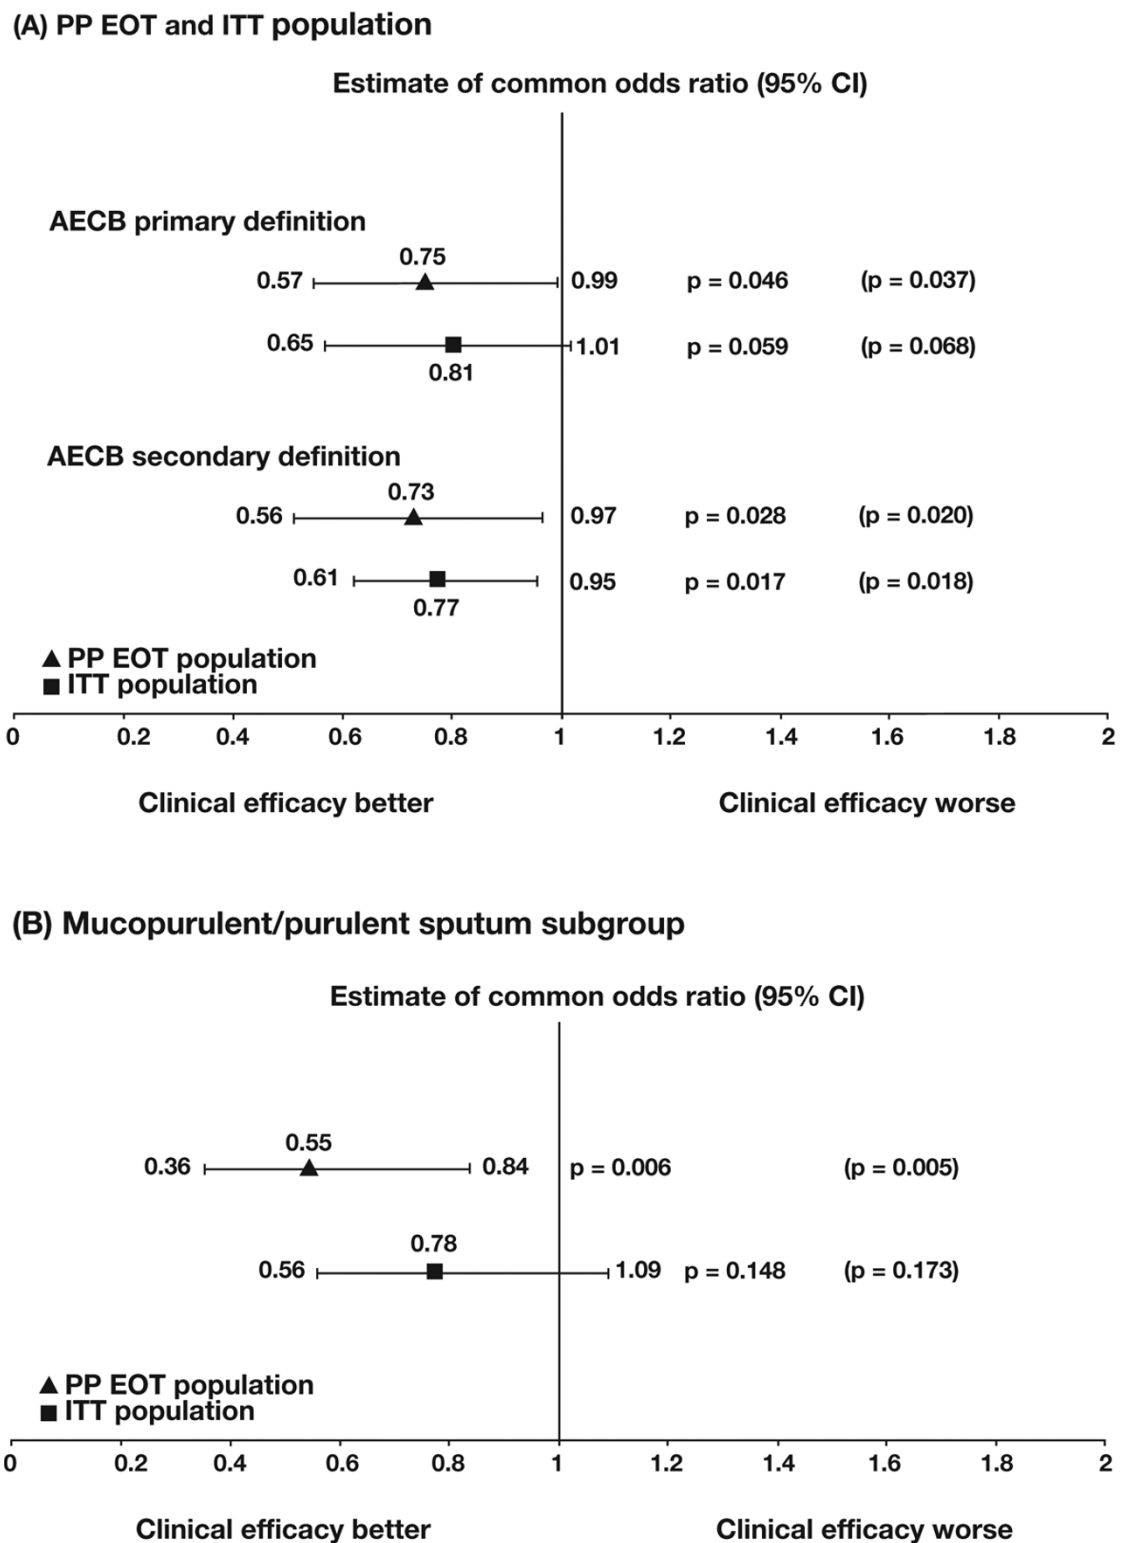 (A) PP EOT and ITT population
Estimate of common odds ratio (95% CI)
AECB primary definition
0.75
0.57 0.99 p = 0.046 (p = 0.037)
0.65 1.01 p = 0.059 (p = 0.068)
0.81
AECB secondary definition
0.73
0.56 0.97 p = 0.028 (p = 0.020)
0.61 0.95 p = 0.017 (p = 0.018)
0.77
PP EOT population
ITT population
0 0.2 0.4 0.6 0.8 1 1.2 1.4 1.6 1.8 2
Clinical efficacy better Clinical efficacy worse
(B) Mucopurulent/purulent sputum subgroup
Estimate of common odds ratio (95% CI)
0.55
0.36 0.84 p = 0.006 (p = 0.005)
0.78
0.56 1.09 p = 0.148 (p = 0.173)
PP EOT population
ITT population
0 0.2 0.4 0.6 0.8 1 1.2 1.4 1.6 1.8 2
Clinical efficacy better Clinical efficacy worse